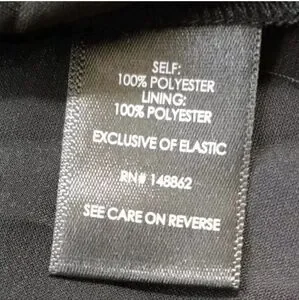 SELF:
100% POLYESTER
LINING:
100% POLYESTER
EXCLUSIVE OF ELASTIC
RN# 148862
SEE CARE ON REVERSE